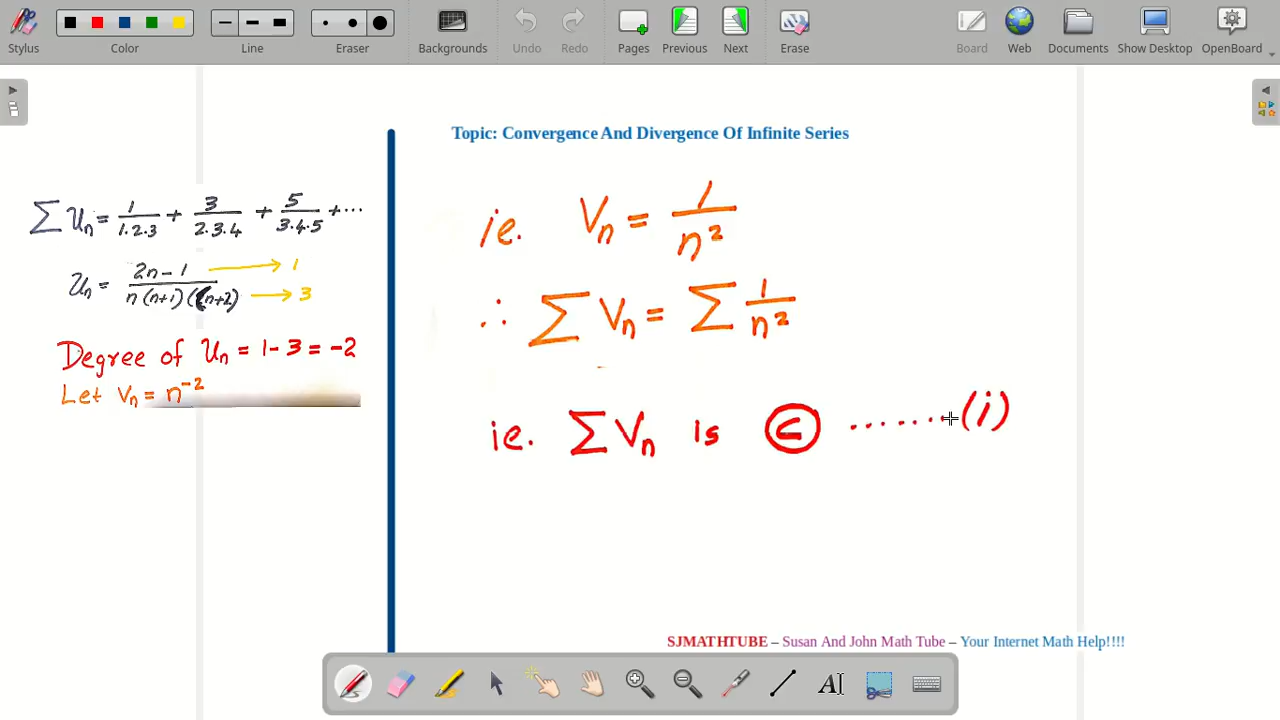 Stylus Color Line Eraser Backgrounds Undo Redo Pages Previous Next Erase Board Web Documents Show Desktop OpenBoard
Topic: Convergence And Divergence Of Infinite Series
∑ Un = 1/1.2.3 + 3/2.3.4 + 5/3.4.5 + ...
Un = 2n-1/n(n+1)((n+2) → 1 → 3
Degree of Un = 1-3 = -2
Let Vn = n^-2
ie. Vn = 1/n²
∴ ∑ Vn = ∑ 1/n²
ie. ∑ Vn is C .......(i)
SJMATHTUBE – Susan And John Math Tube – Your Internet Math Help!!!!
AI